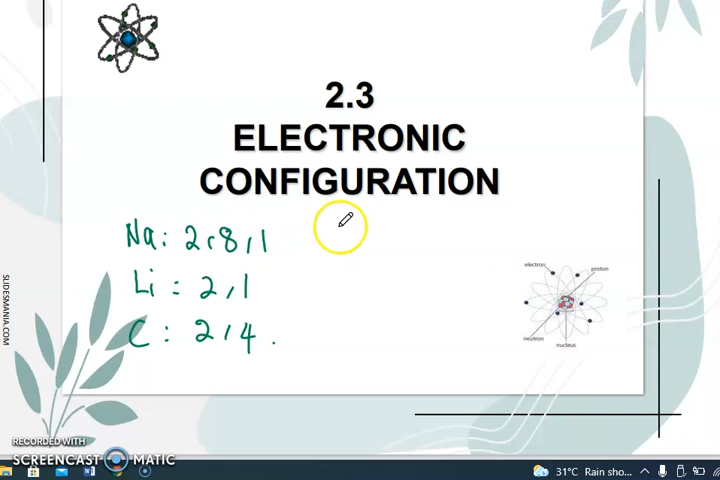 2.3
ELECTRONIC
CONFIGURATION
Na: 2,8,1
Li = 2,1
C : 2,4.
electron
proton
neutron
nucleus
SLIDESMANIA.COM
RECORDED WITH
SCREENCAST MATIC
31°C Rain sho...